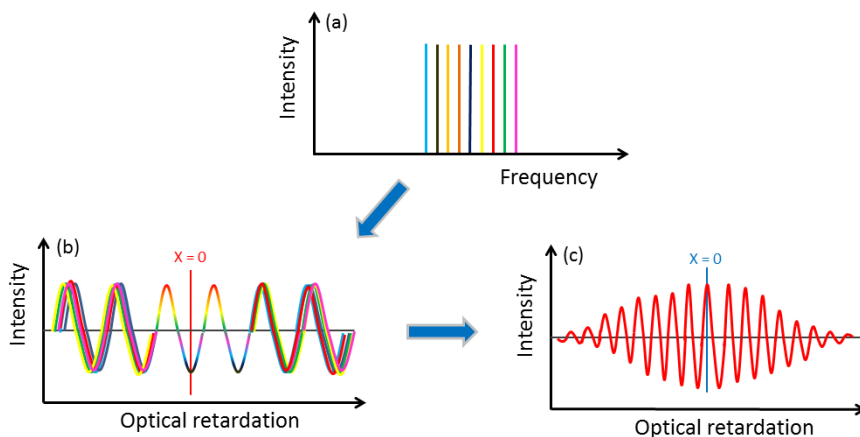 (a)
Intensity
Frequency
(b)
X = 0
Intensity
Optical retardation
(c)
X = 0
Intensity
Optical retardation